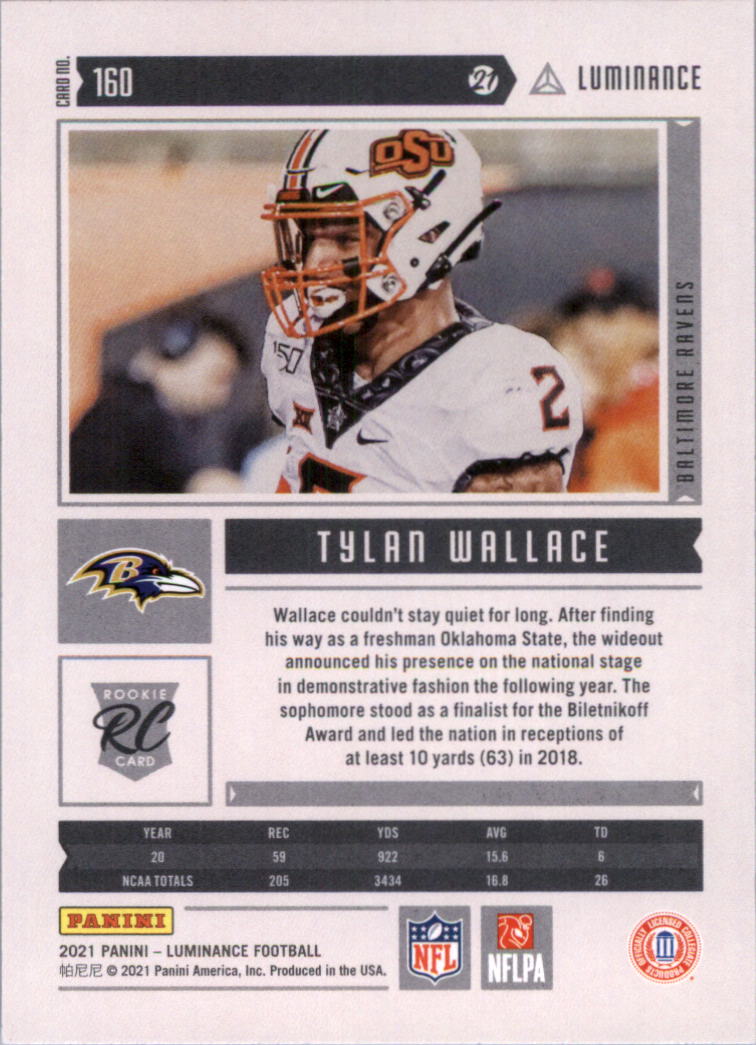 CARD NO.
160
21
LUMINANCE
OSU
150
2
BALTIMORE RAVENS
TYLAN WALLACE
B
Wallace couldn't stay quiet for long. After finding
his way as a freshman Oklahoma State, the wideout
announced his presence on the national stage
in demonstrative fashion the following year. The
sophomore stood as a finalist for the Biletnikoff
Award and led the nation in receptions of
at least 10 yards (63) in 2018.
ROOKIE
RC
CARD
YEAR REC YDS AVG TD
20 59 922 15.6 6
NCAA TOTALS 205 3434 16.8 26
PANINI
2021 PANINI – LUMINANCE FOOTBALL
帕尼尼 © 2021 Panini America, Inc. Produced in the USA.
NFL
NFLPA
OFFICIALLY LICENSED COLLEGIATE PRODUCTS